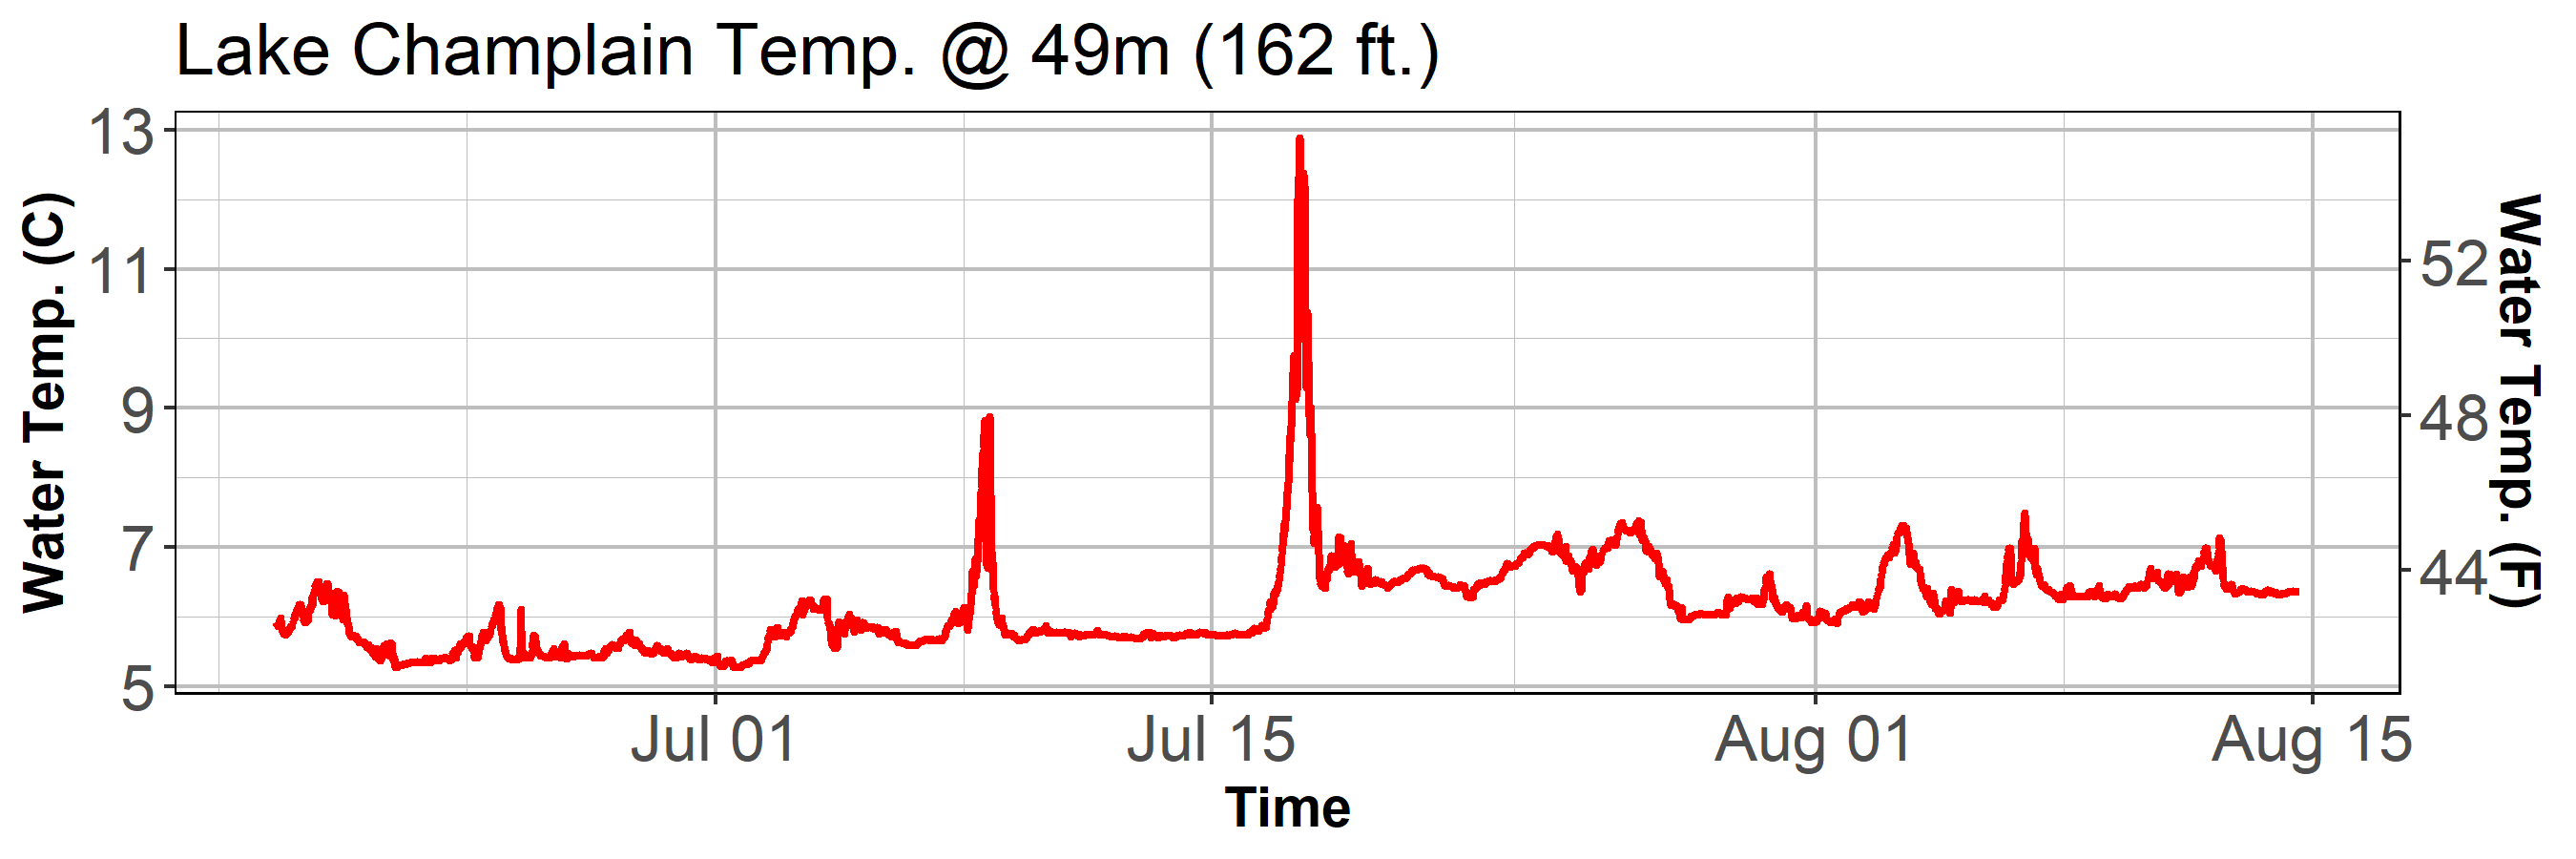 Lake Champlain Temp. @ 49m (162 ft.)
Water Temp. (C)
13
11
9
7
5
52
48
44
Water Temp. (F)
Jul 01 Jul 15 Aug 01 Aug 15
Time